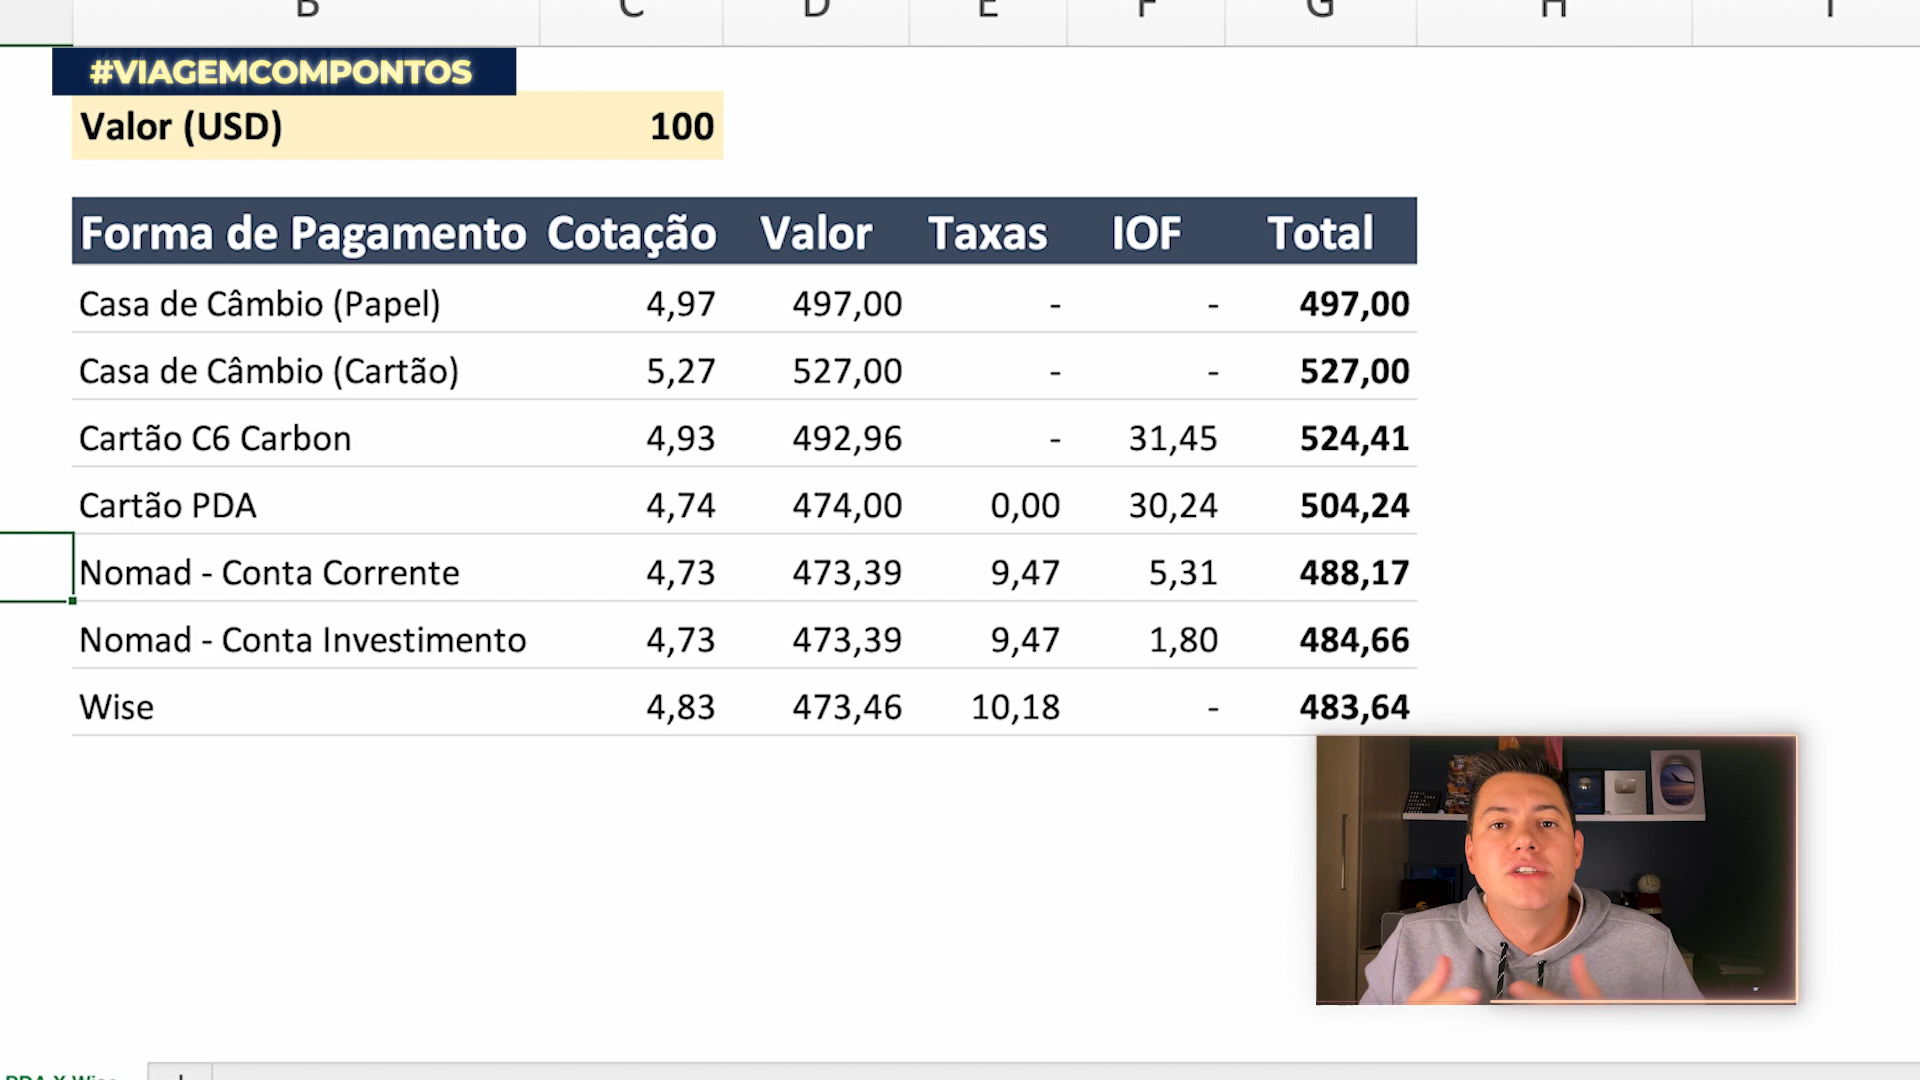 B C D E F G H I
#VIAGEMCOMPONTOS
Valor (USD) 100
Forma de Pagamento Cotação Valor Taxas IOF Total
Casa de Câmbio (Papel) 4,97 497,00 - - 497,00
Casa de Câmbio (Cartão) 5,27 527,00 - - 527,00
Cartão C6 Carbon 4,93 492,96 - 31,45 524,41
Cartão PDA 4,74 474,00 0,00 30,24 504,24
Nomad - Conta Corrente 4,73 473,39 9,47 5,31 488,17
Nomad - Conta Investimento 4,73 473,39 9,47 1,80 484,66
Wise 4,83 473,46 10,18 - 483,64
PDA X Wise +